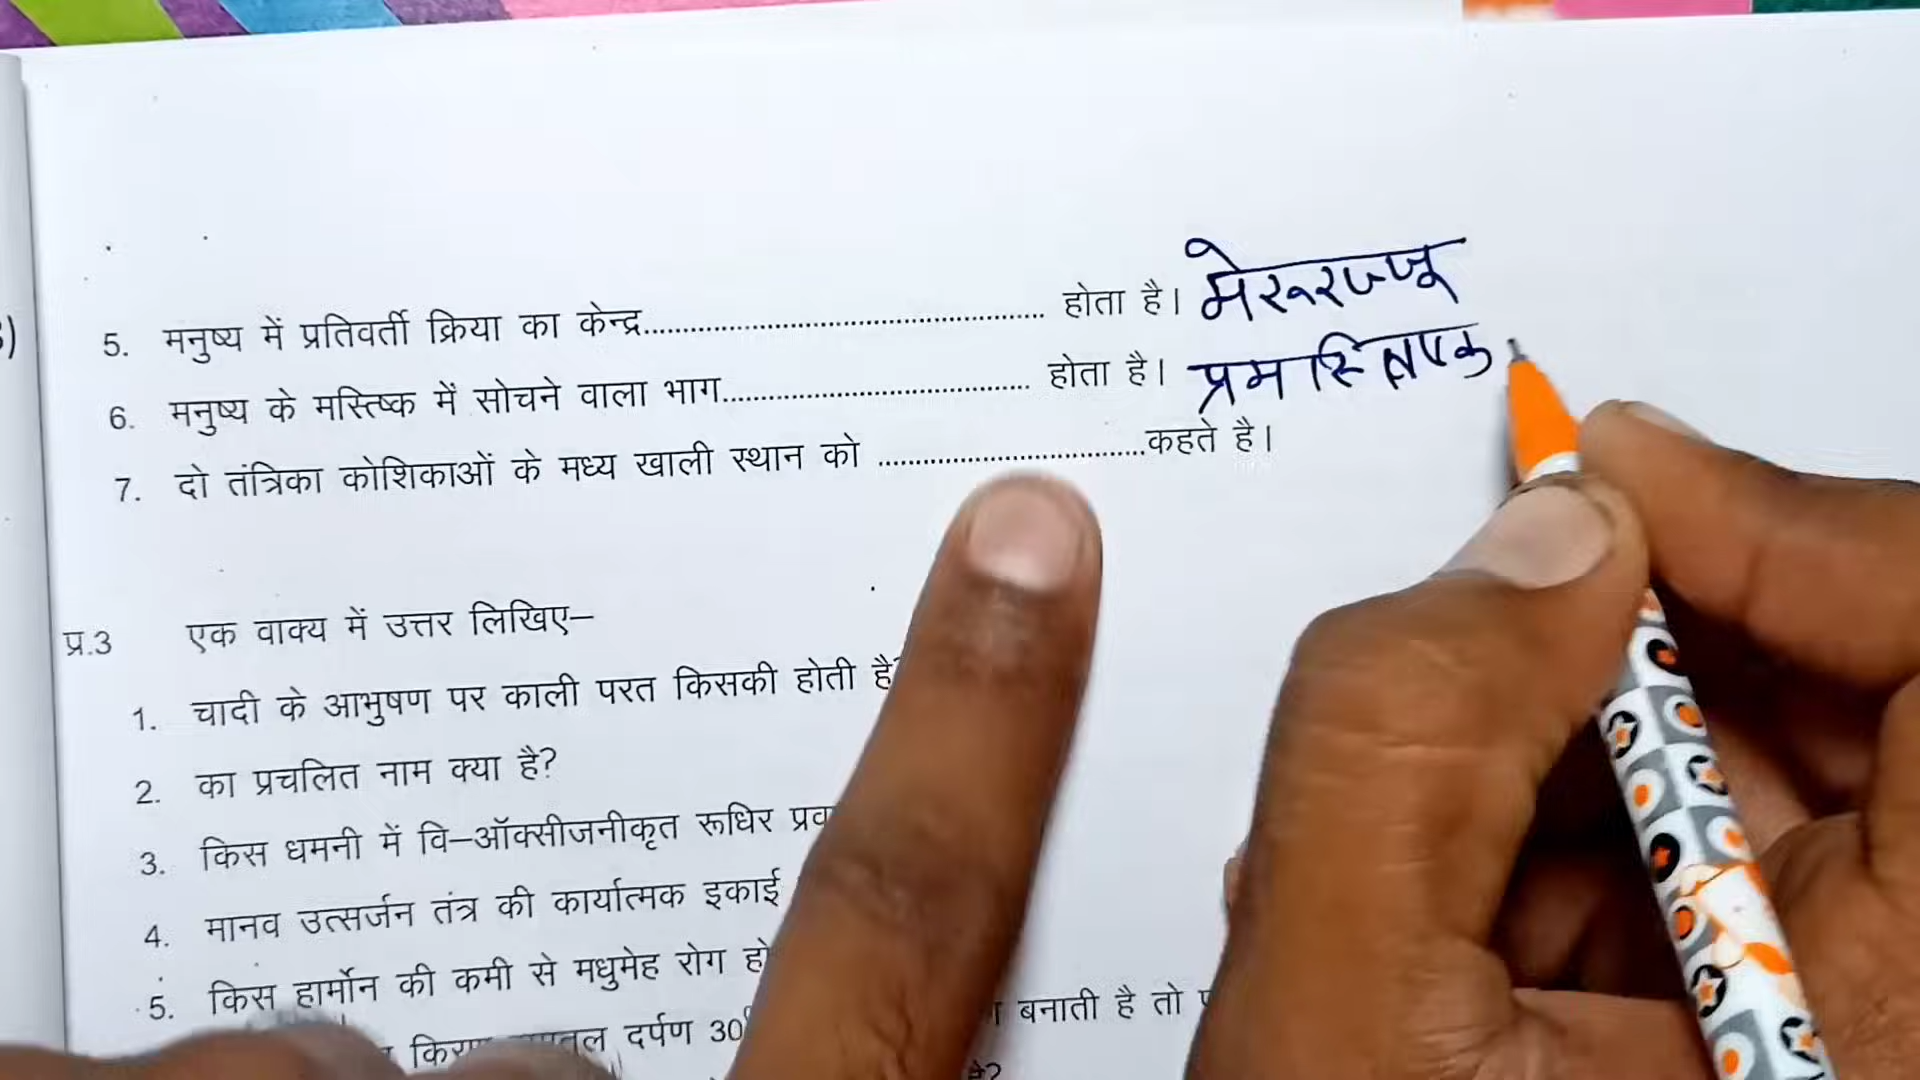 5. मनुष्य में प्रतिवर्ती क्रिया का केन्द्र.................................................... होता है। मेरूरज्जू
6. मनुष्य के मस्तिष्क में सोचने वाला भाग........................................ होता है। प्रमस्तिष्क
7. दो तंत्रिका कोशिकाओं के मध्य खाली स्थान को ..................................कहते है।
प्र.3 एक वाक्य में उत्तर लिखिए–
1. चादी के आभुषण पर काली परत किसकी होती है?
2. का प्रचलित नाम क्या है?
3. किस धमनी में वि–ऑक्सीजनीकृत रूधिर
4. मानव उत्सर्जन तंत्र की कार्यात्मक इकाई
5. किस हार्मोन की कमी से मधुमेह रोग
दर्पण 30° बनाती है तो